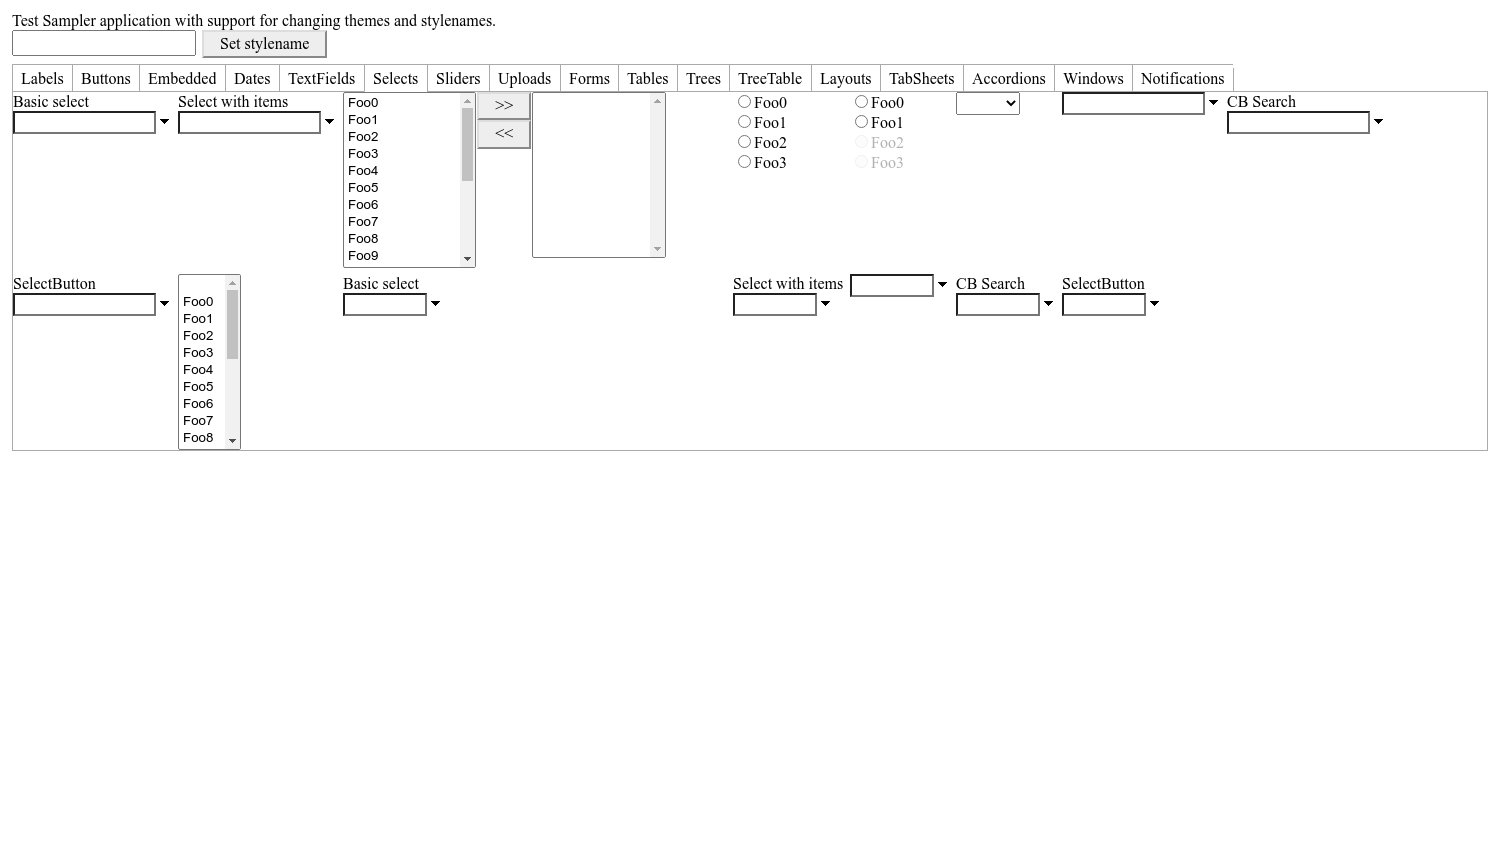 Test Sampler application with support for changing themes and stylenames.
Set stylename
Labels Buttons Embedded Dates TextFields Selects Sliders Uploads Forms Tables Trees TreeTable Layouts TabSheets Accordions Windows Notifications
Basic select
Select with items
Foo0
Foo1
Foo2
Foo3
Foo4
Foo5
Foo6
Foo7
Foo8
Foo9
>>
<<
Foo0
Foo1
Foo2
Foo3
Foo0
Foo1
Foo2
Foo3
CB Search
SelectButton
Foo0
Foo1
Foo2
Foo3
Foo4
Foo5
Foo6
Foo7
Foo8
Basic select
Select with items
CB Search
SelectButton